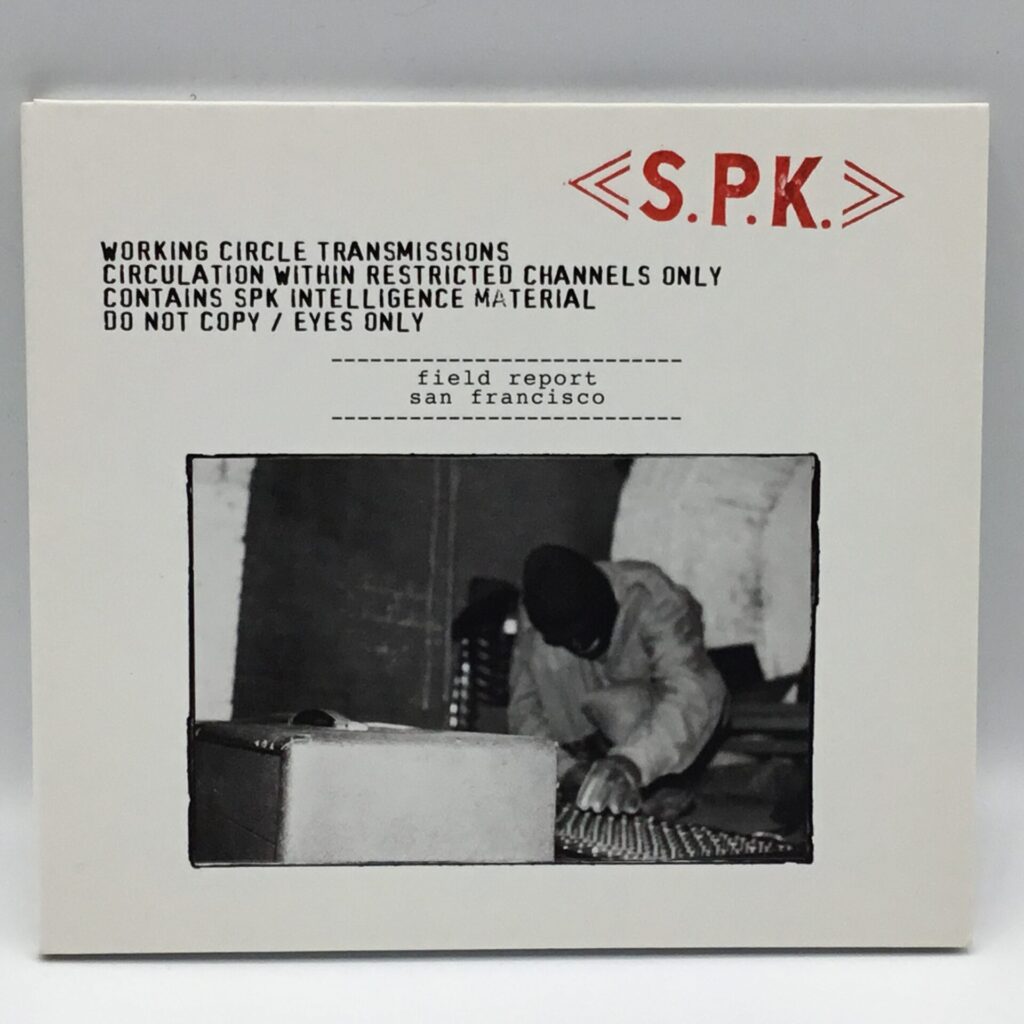 S.P.K.
WORKING CIRCLE TRANSMISSIONS
CIRCULATION WITHIN RESTRICTED CHANNELS ONLY
CONTAINS SPK INTELLIGENCE MATERIAL
DO NOT COPY / EYES ONLY
field report
san francisco